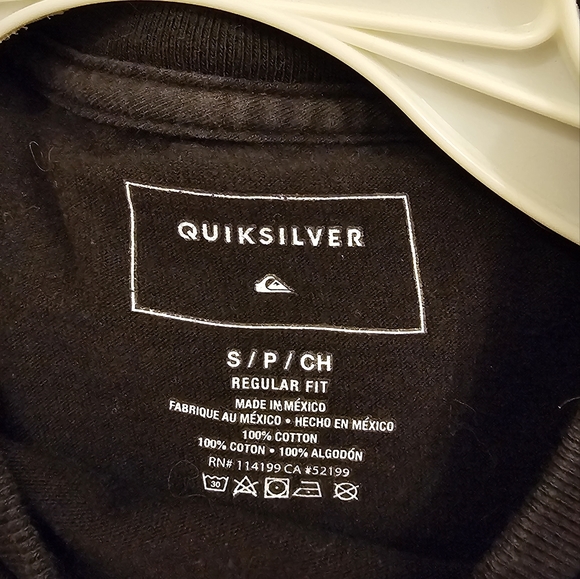 QUIKSILVER
S / P / CH
REGULAR FIT
MADE IN MÉXICO
FABRIQUE AU MÉXICO • HECHO EN MÉXICO
100% COTTON
100% COTON • 100% ALGODÓN
RN# 114199 CA #52199
30